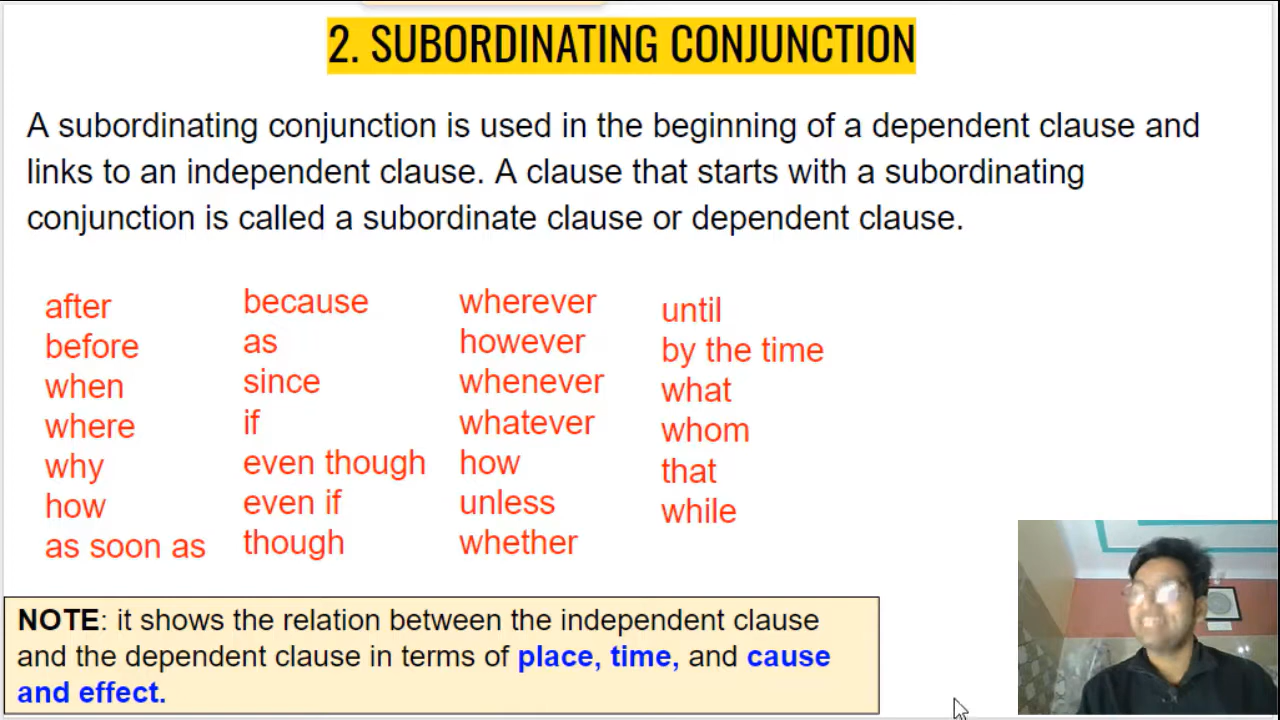 2. SUBORDINATING CONJUNCTION
A subordinating conjunction is used in the beginning of a dependent clause and
links to an independent clause. A clause that starts with a subordinating
conjunction is called a subordinate clause or dependent clause.
after
before
when
where
why
how
as soon as
because
as
since
if
even though
even if
though
wherever
however
whenever
whatever
how
unless
whether
until
by the time
what
whom
that
while
NOTE: it shows the relation between the independent clause
and the dependent clause in terms of place, time, and cause
and effect.